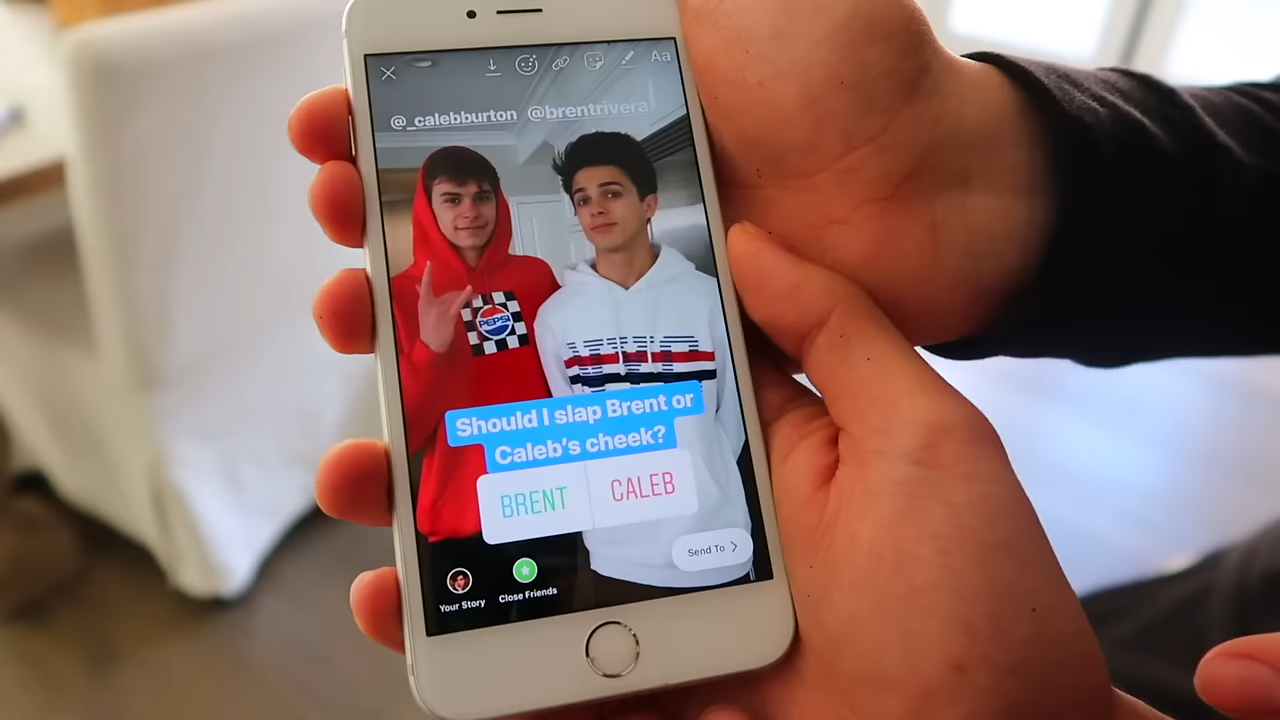 Aa
@_calebburton @brentrivera
PEPSI
Should I slap Brent or
Caleb's cheek?
BRENT CALEB
Send To
Your Story Close Friends